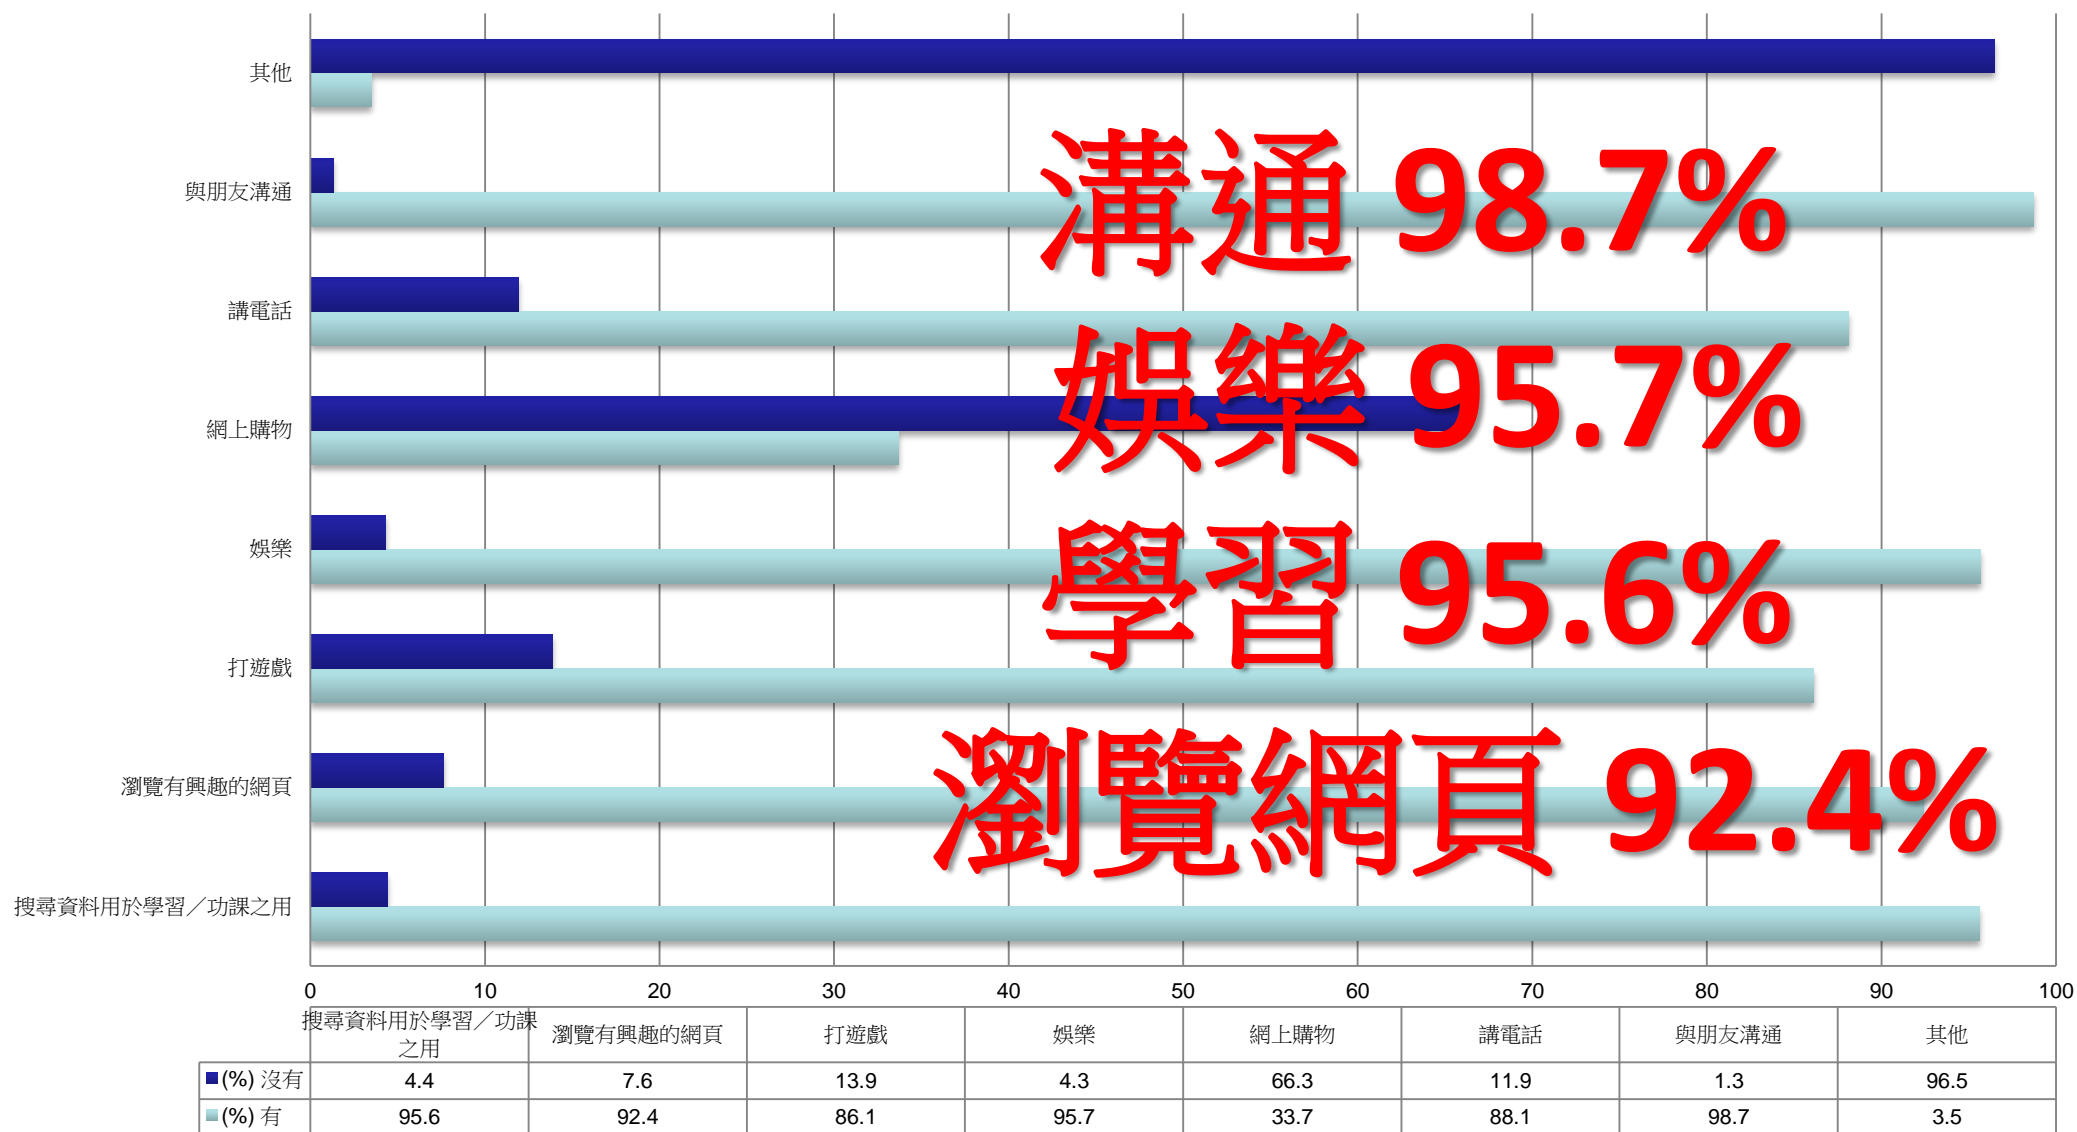 其他
與朋友溝通
講電話
網上購物
娛樂
打遊戲
瀏覽有興趣的網頁
搜尋資料用於學習／功課之用
溝通 98.7%
娛樂 95.7%
學習 95.6%
瀏覽網頁 92.4%
0 10 20 30 40 50 60 70 80 90 100
搜尋資料用於學習／功課
之用 瀏覽有興趣的網頁 打遊戲 娛樂 網上購物 講電話 與朋友溝通 其他
(%) 沒有 4.4 7.6 13.9 4.3 66.3 11.9 1.3 96.5
(%) 有 95.6 92.4 86.1 95.7 33.7 88.1 98.7 3.5